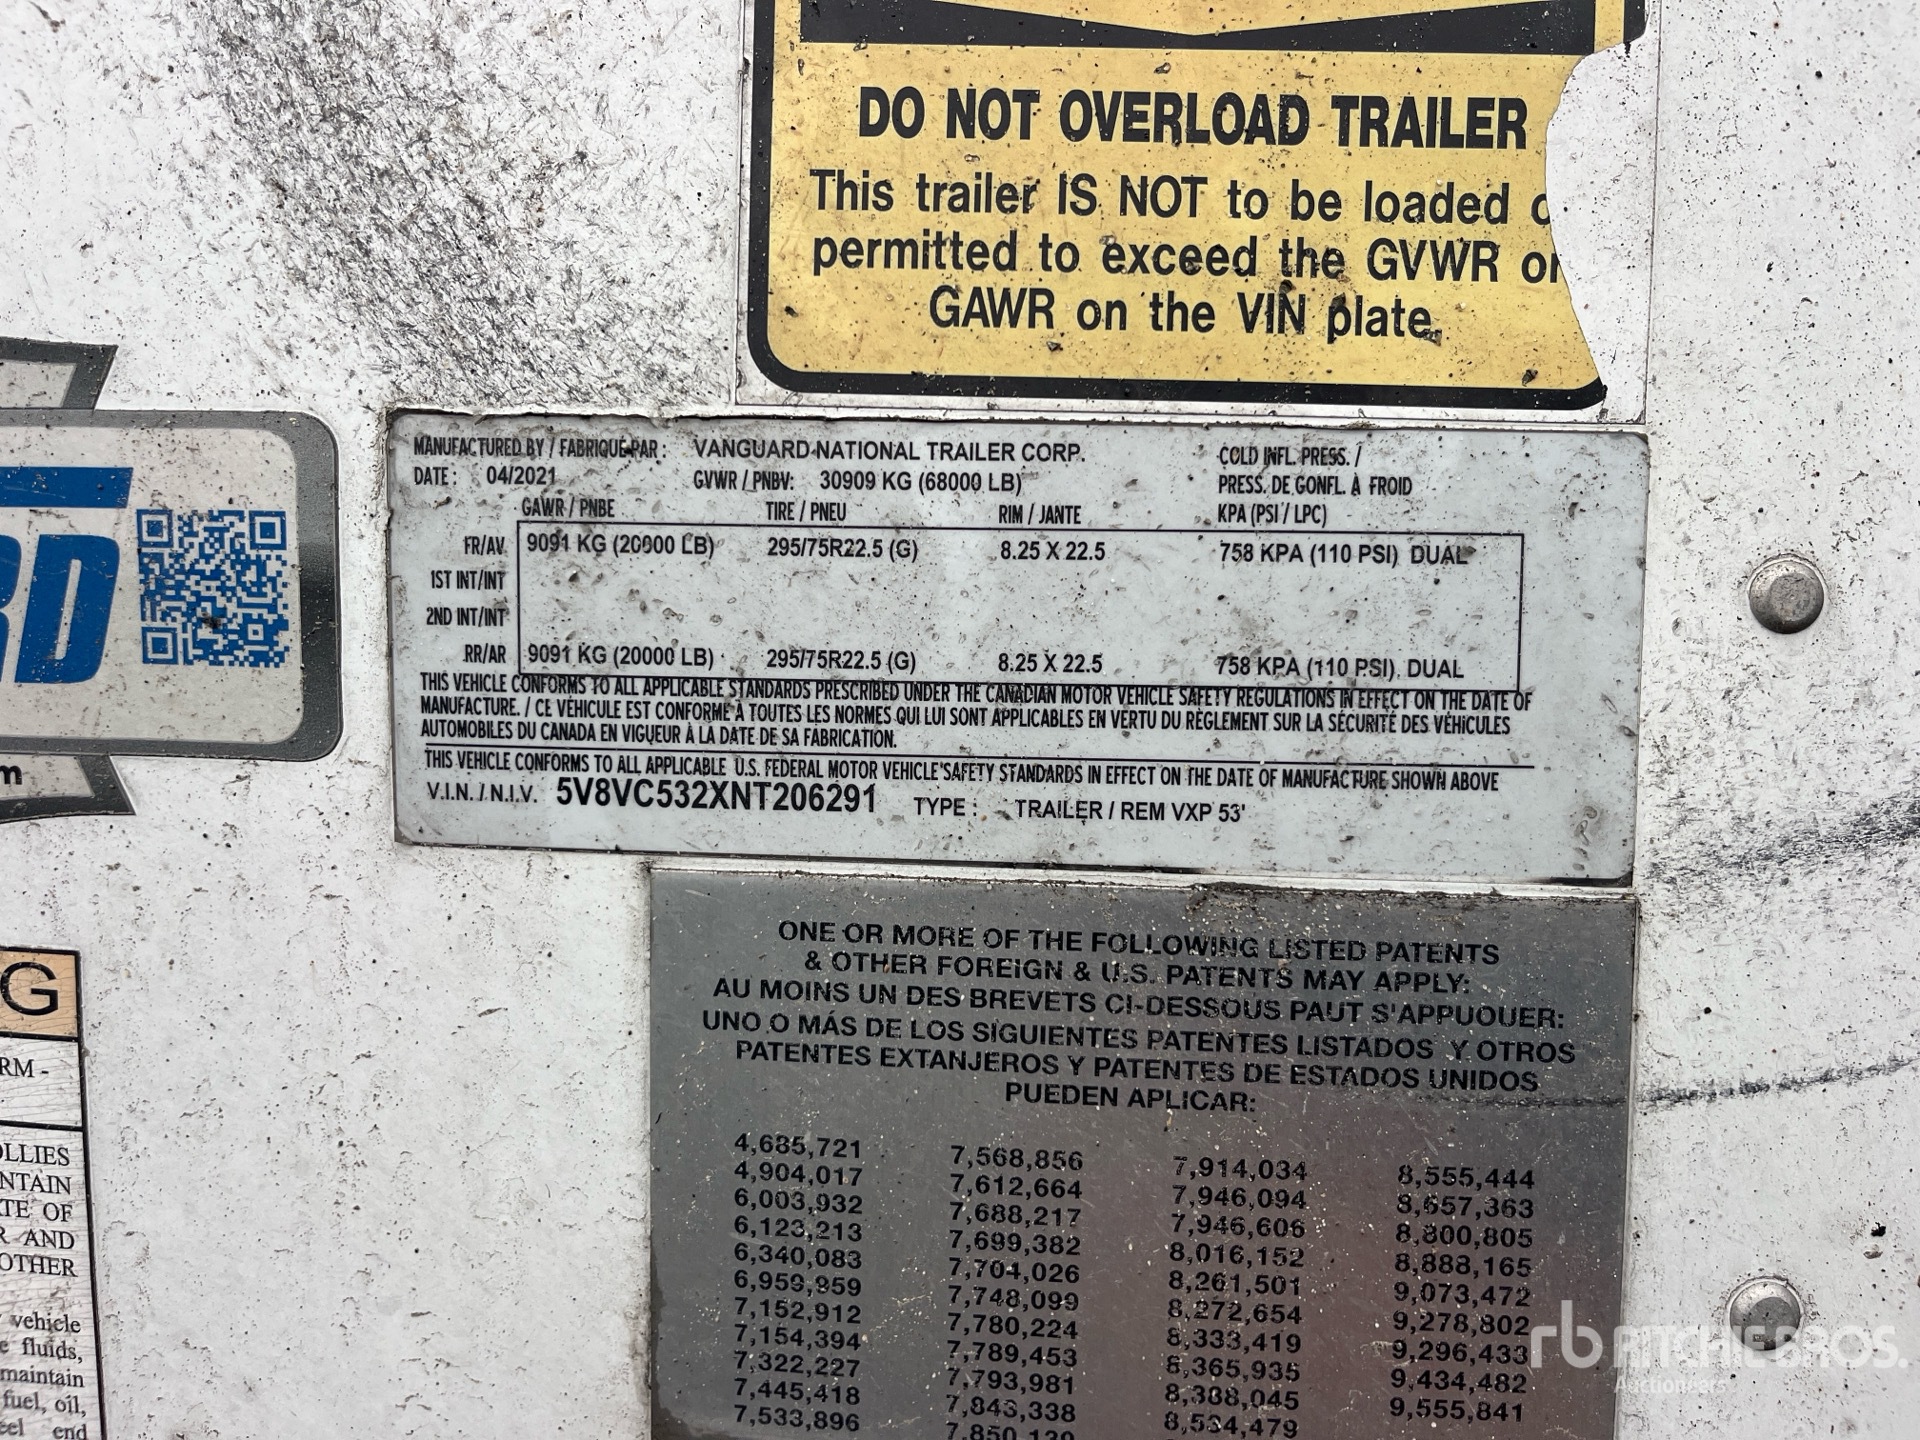 DO NOT OVERLOAD TRAILER
This trailer IS NOT to be loaded
permitted to exceed the GVWR or
GAWR on the VIN plate.
MANUFACTURED BY / FABRIQUÉ PAR : VANGUARD NATIONAL TRAILER CORP. COLD INFL. PRESS. /
DATE : 04/2021 GVWR / PNBV: 30909 KG (68000 LB) PRESS. DE GONFL. À FROID
GAWR / PNBE TIRE / PNEU RIM / JANTE KPA (PSI / LPC)
FR/AV 9091 KG (20000 LB) 295/75R22.5 (G) 8.25 X 22.5 758 KPA (110 PSI) DUAL
1ST INT/INT
2ND INT/INT
RR/AR 9091 KG (20000 LB) 295/75R22.5 (G) 8.25 X 22.5 758 KPA (110 PSI) DUAL
THIS VEHICLE CONFORMS TO ALL APPLICABLE STANDARDS PRESCRIBED UNDER THE CANADIAN MOTOR VEHICLE SAFETY REGULATIONS IN EFFECT ON THE DATE OF
MANUFACTURE. / CE VÉHICULE EST CONFORME À TOUTES LES NORMES QUI LUI SONT APPLICABLES EN VERTU DU RÈGLEMENT SUR LA SÉCURITÉ DES VÉHICULES
AUTOMOBILES DU CANADA EN VIGUEUR À LA DATE DE SA FABRICATION.
THIS VEHICLE CONFORMS TO ALL APPLICABLE U.S. FEDERAL MOTOR VEHICLE SAFETY STANDARDS IN EFFECT ON THE DATE OF MANUFACTURE SHOWN ABOVE
V.I.N. / N.I.V. 5V8VC532XNT206291 TYPE : TRAILER / REM VXP 53'
RD
m
ONE OR MORE OF THE FOLLOWING LISTED PATENTS
& OTHER FOREIGN & U.S. PATENTS MAY APPLY:
AU MOINS UN DES BREVETS CI-DESSOUS PAUT S'APPUOUER:
UNO O MÁS DE LOS SIGUIENTES PATENTES LISTADOS Y OTROS
PATENTES EXTANJEROS Y PATENTES DE ESTADOS UNIDOS
PUEDEN APLICAR:
4,685,721 7,568,856 7,914,034 8,555,444
4,904,017 7,612,664 7,946,094 8,657,363
6,003,932 7,688,217 7,946,606 8,800,805
6,123,213 7,699,382 8,016,152 8,888,165
6,340,083 7,704,026 8,261,501 9,073,472
6,959,959 7,748,099 8,272,654 9,278,802
7,152,912 7,780,224 8,333,419 9,296,433
7,154,394 7,789,453 8,365,935 9,434,482
7,322,227 7,793,981 8,388,045 9,555,841
7,445,418 7,843,338 8,534,479
7,533,896 7,850,130
G
RM -
OLLIES
NTAIN
TE OF
R AND
OTHER
vehicle
fluids,
maintain
fuel, oil,
eel end
rb RITCHIE BROS.
Auctioneers